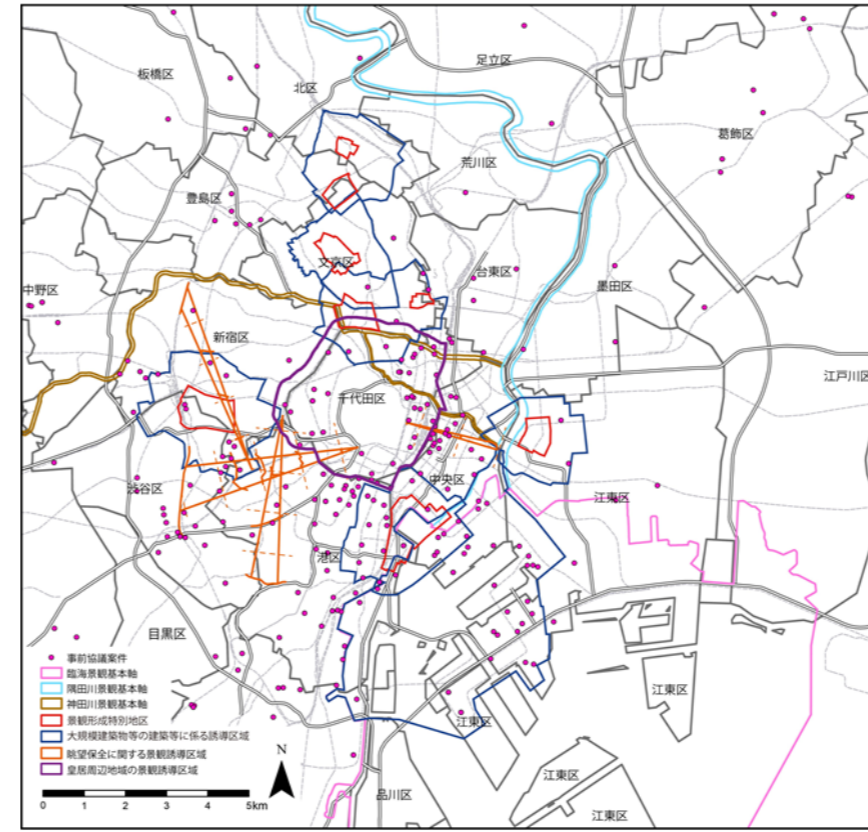 足立区
板橋区
北区
葛飾区
荒川区
豊島区
文京区
台東区
中野区
墨田区
新宿区
江戸川区
千代田区
渋谷区
中央区
江東区
港区
目黒区
事前協議案件
臨海景観基本軸
隅田川景観基本軸
神田川景観基本軸
景観形成特別地区
大規模建築物等の建築等に係る誘導区域
眺望保全に関する景観誘導区域
皇居周辺地域の景観誘導区域
江東区
江東区
N
江東区
品川区
江東区
0 1 2 3 4 5km